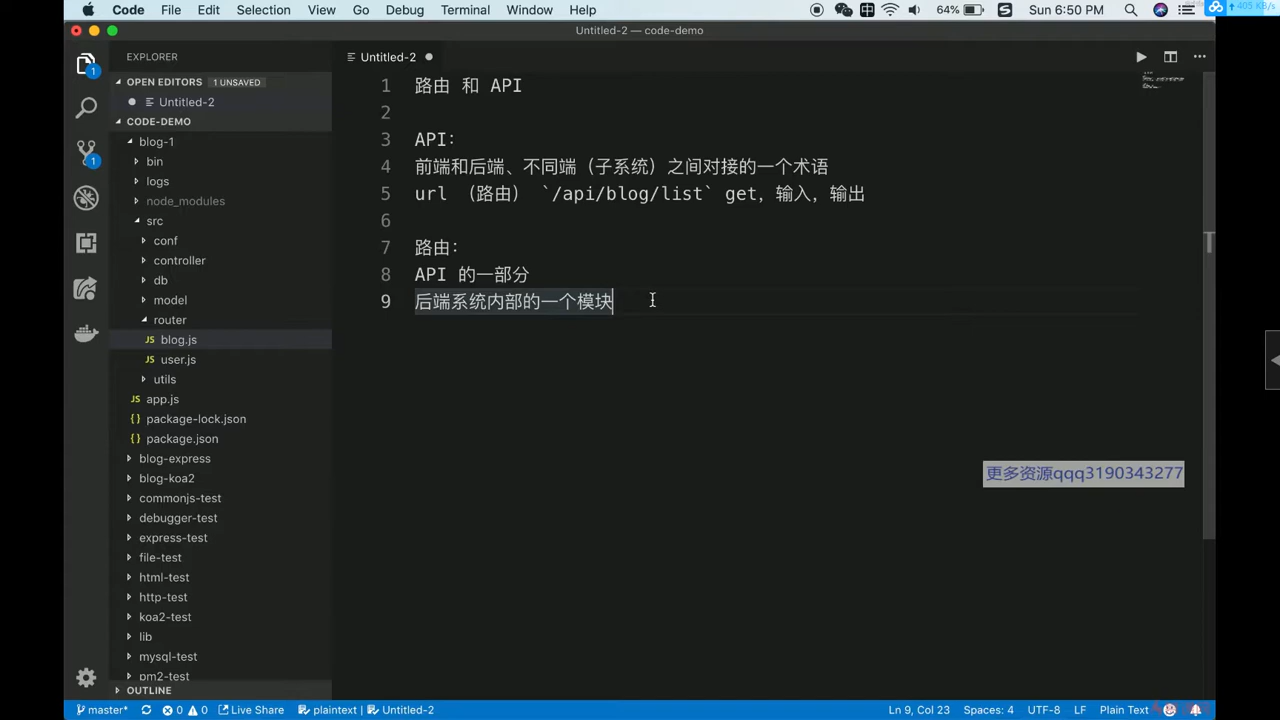 Code File Edit Selection View Go Debug Terminal Window Help 64% Sun 6:50 PM 405 KB/s
Untitled-2 — code-demo
EXPLORER
OPEN EDITORS 1 UNSAVED
Untitled-2
CODE-DEMO
blog-1
bin
logs
node_modules
src
conf
controller
db
model
router
blog.js
user.js
utils
app.js
package-lock.json
package.json
blog-express
blog-koa2
commonjs-test
debugger-test
express-test
file-test
html-test
http-test
koa2-test
lib
mysql-test
pm2-test
OUTLINE
Untitled-2
1 路由 和 API
2
3 API：
4 前端和后端、不同端（子系统）之间对接的一个术语
5 url （路由） `/api/blog/list` get，输入，输出
6
7 路由：
8 API 的一部分
9 后端系统内部的一个模块
更多资源qqq3190343277
master* 0 0 Live Share plaintext | Untitled-2 Ln 9, Col 23 Spaces: 4 UTF-8 LF Plain Text